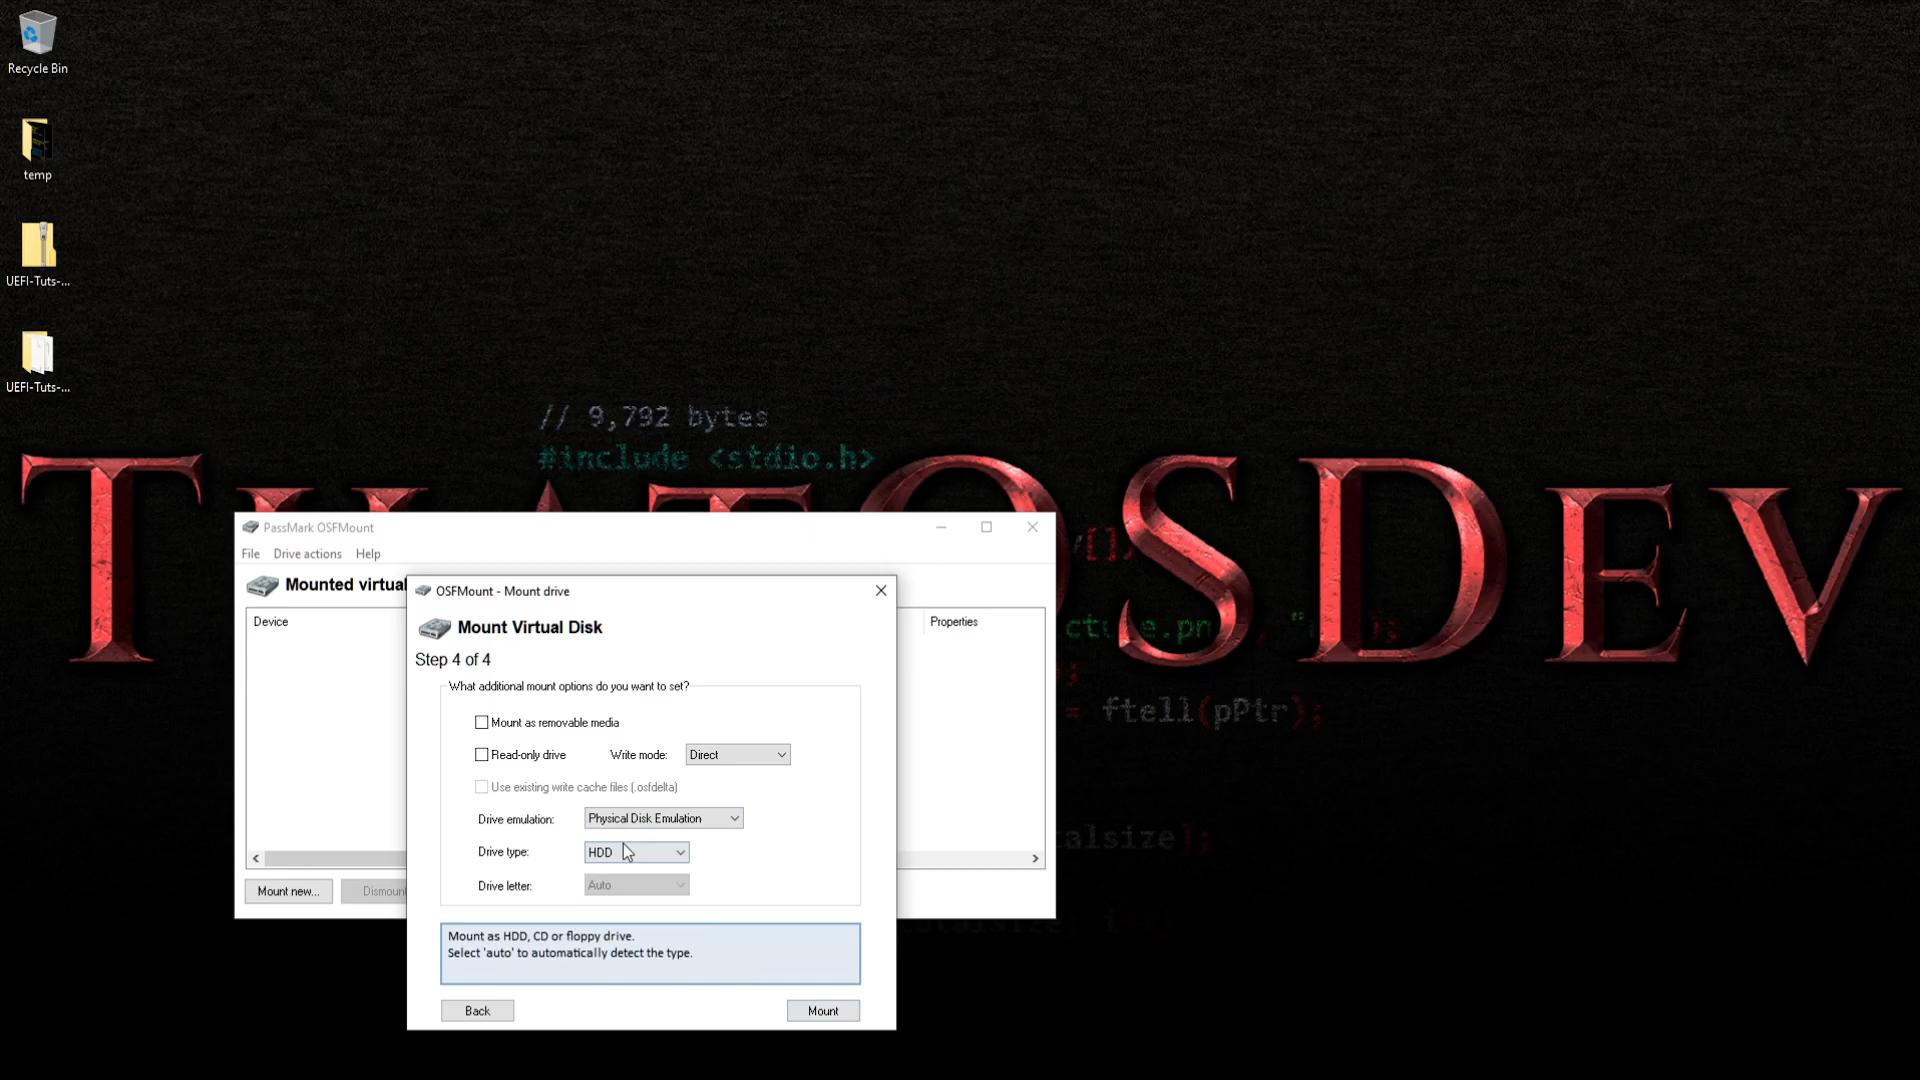 Recycle Bin
temp
UEFI-Tuts-...
UEFI-Tuts-...
// 9,792 bytes
#include <stdio.h>
ftell(pPtr);
PassMark OSFMount
File Drive actions Help
Mounted virtual
Device
Properties
Mount new...
Dismount
OSFMount - Mount drive
Mount Virtual Disk
Step 4 of 4
What additional mount options do you want to set?
Mount as removable media
Read-only drive Write mode: Direct
Use existing write cache files (.osfdelta)
Drive emulation: Physical Disk Emulation
Drive type: HDD
Drive letter: Auto
Mount as HDD, CD or floppy drive.
Select 'auto' to automatically detect the type.
Back Mount